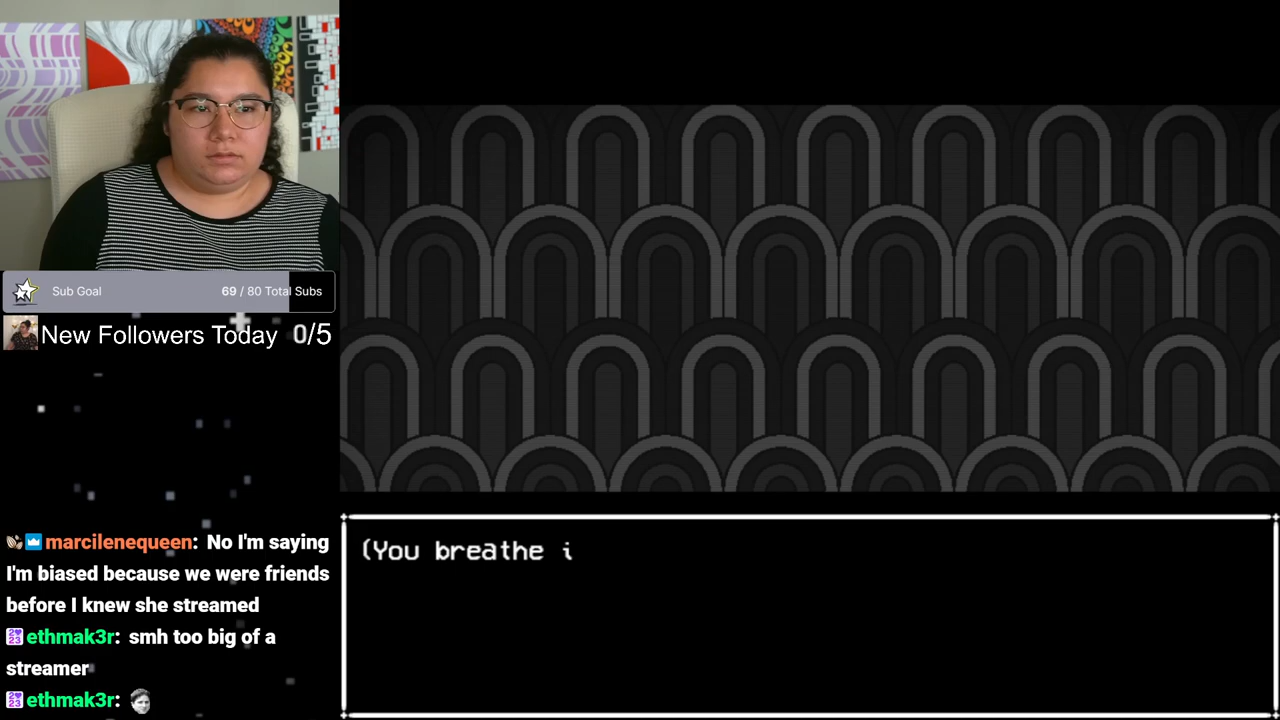 Sub Goal 69 / 80 Total Subs
New Followers Today 0/5
marcilenequeen: No I'm saying
I'm biased because we were friends
before I knew she streamed
ethmak3r: smh too big of a
streamer
ethmak3r:
(You breathe i